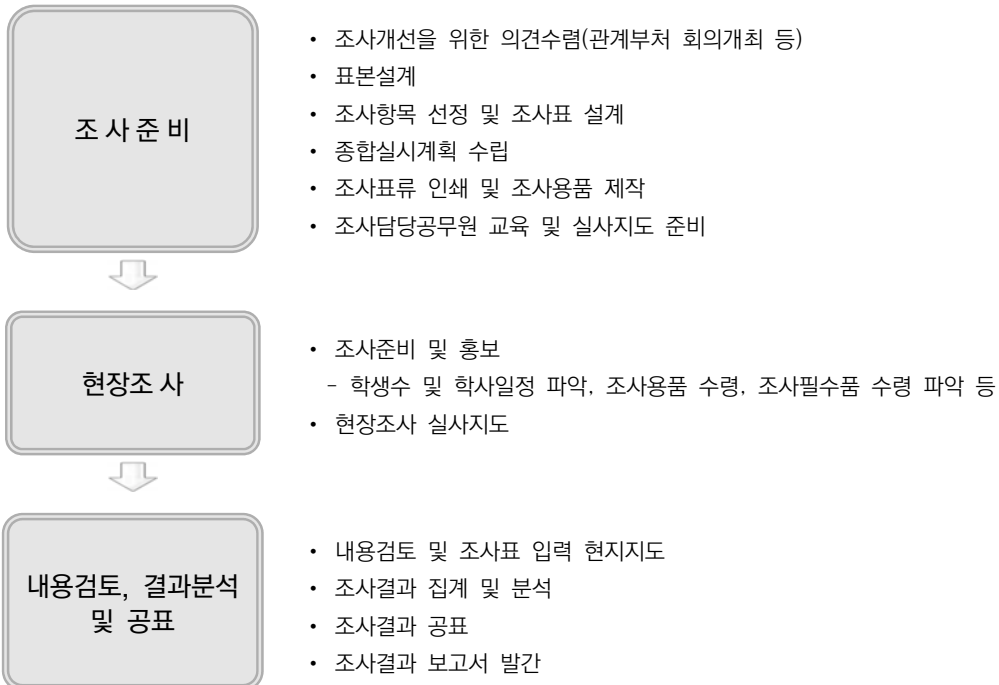 조 사 준 비
• 조사개선을 위한 의견수렴(관계부처 회의개최 등)
• 표본설계
• 조사항목 선정 및 조사표 설계
• 종합실시계획 수립
• 조사표류 인쇄 및 조사용품 제작
• 조사담당공무원 교육 및 실사지도 준비
현장조 사
• 조사준비 및 홍보
- 학생수 및 학사일정 파악, 조사용품 수령, 조사필수품 수령 파악 등
• 현장조사 실사지도
내용검토, 결과분석
및 공표
• 내용검토 및 조사표 입력 현지지도
• 조사결과 집계 및 분석
• 조사결과 공표
• 조사결과 보고서 발간